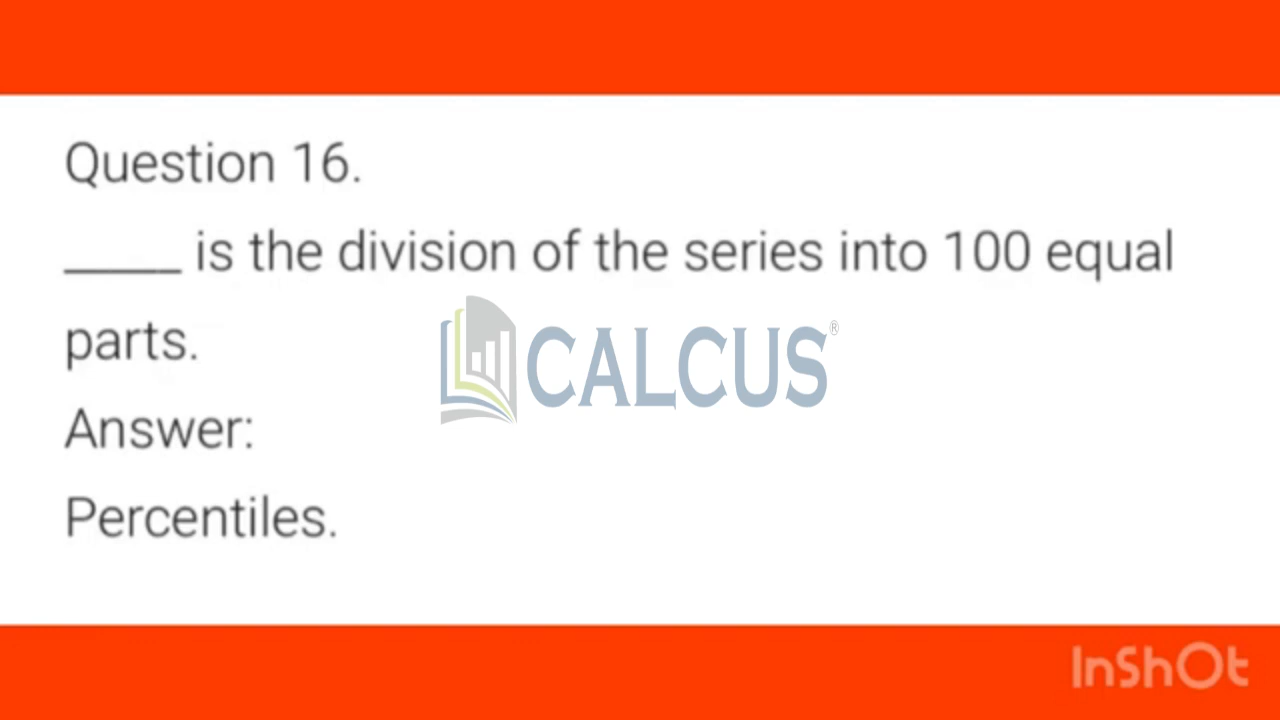 Question 16.
_____ is the division of the series into 100 equal
parts.
CALCUS®
Answer:
Percentiles.
InShOt